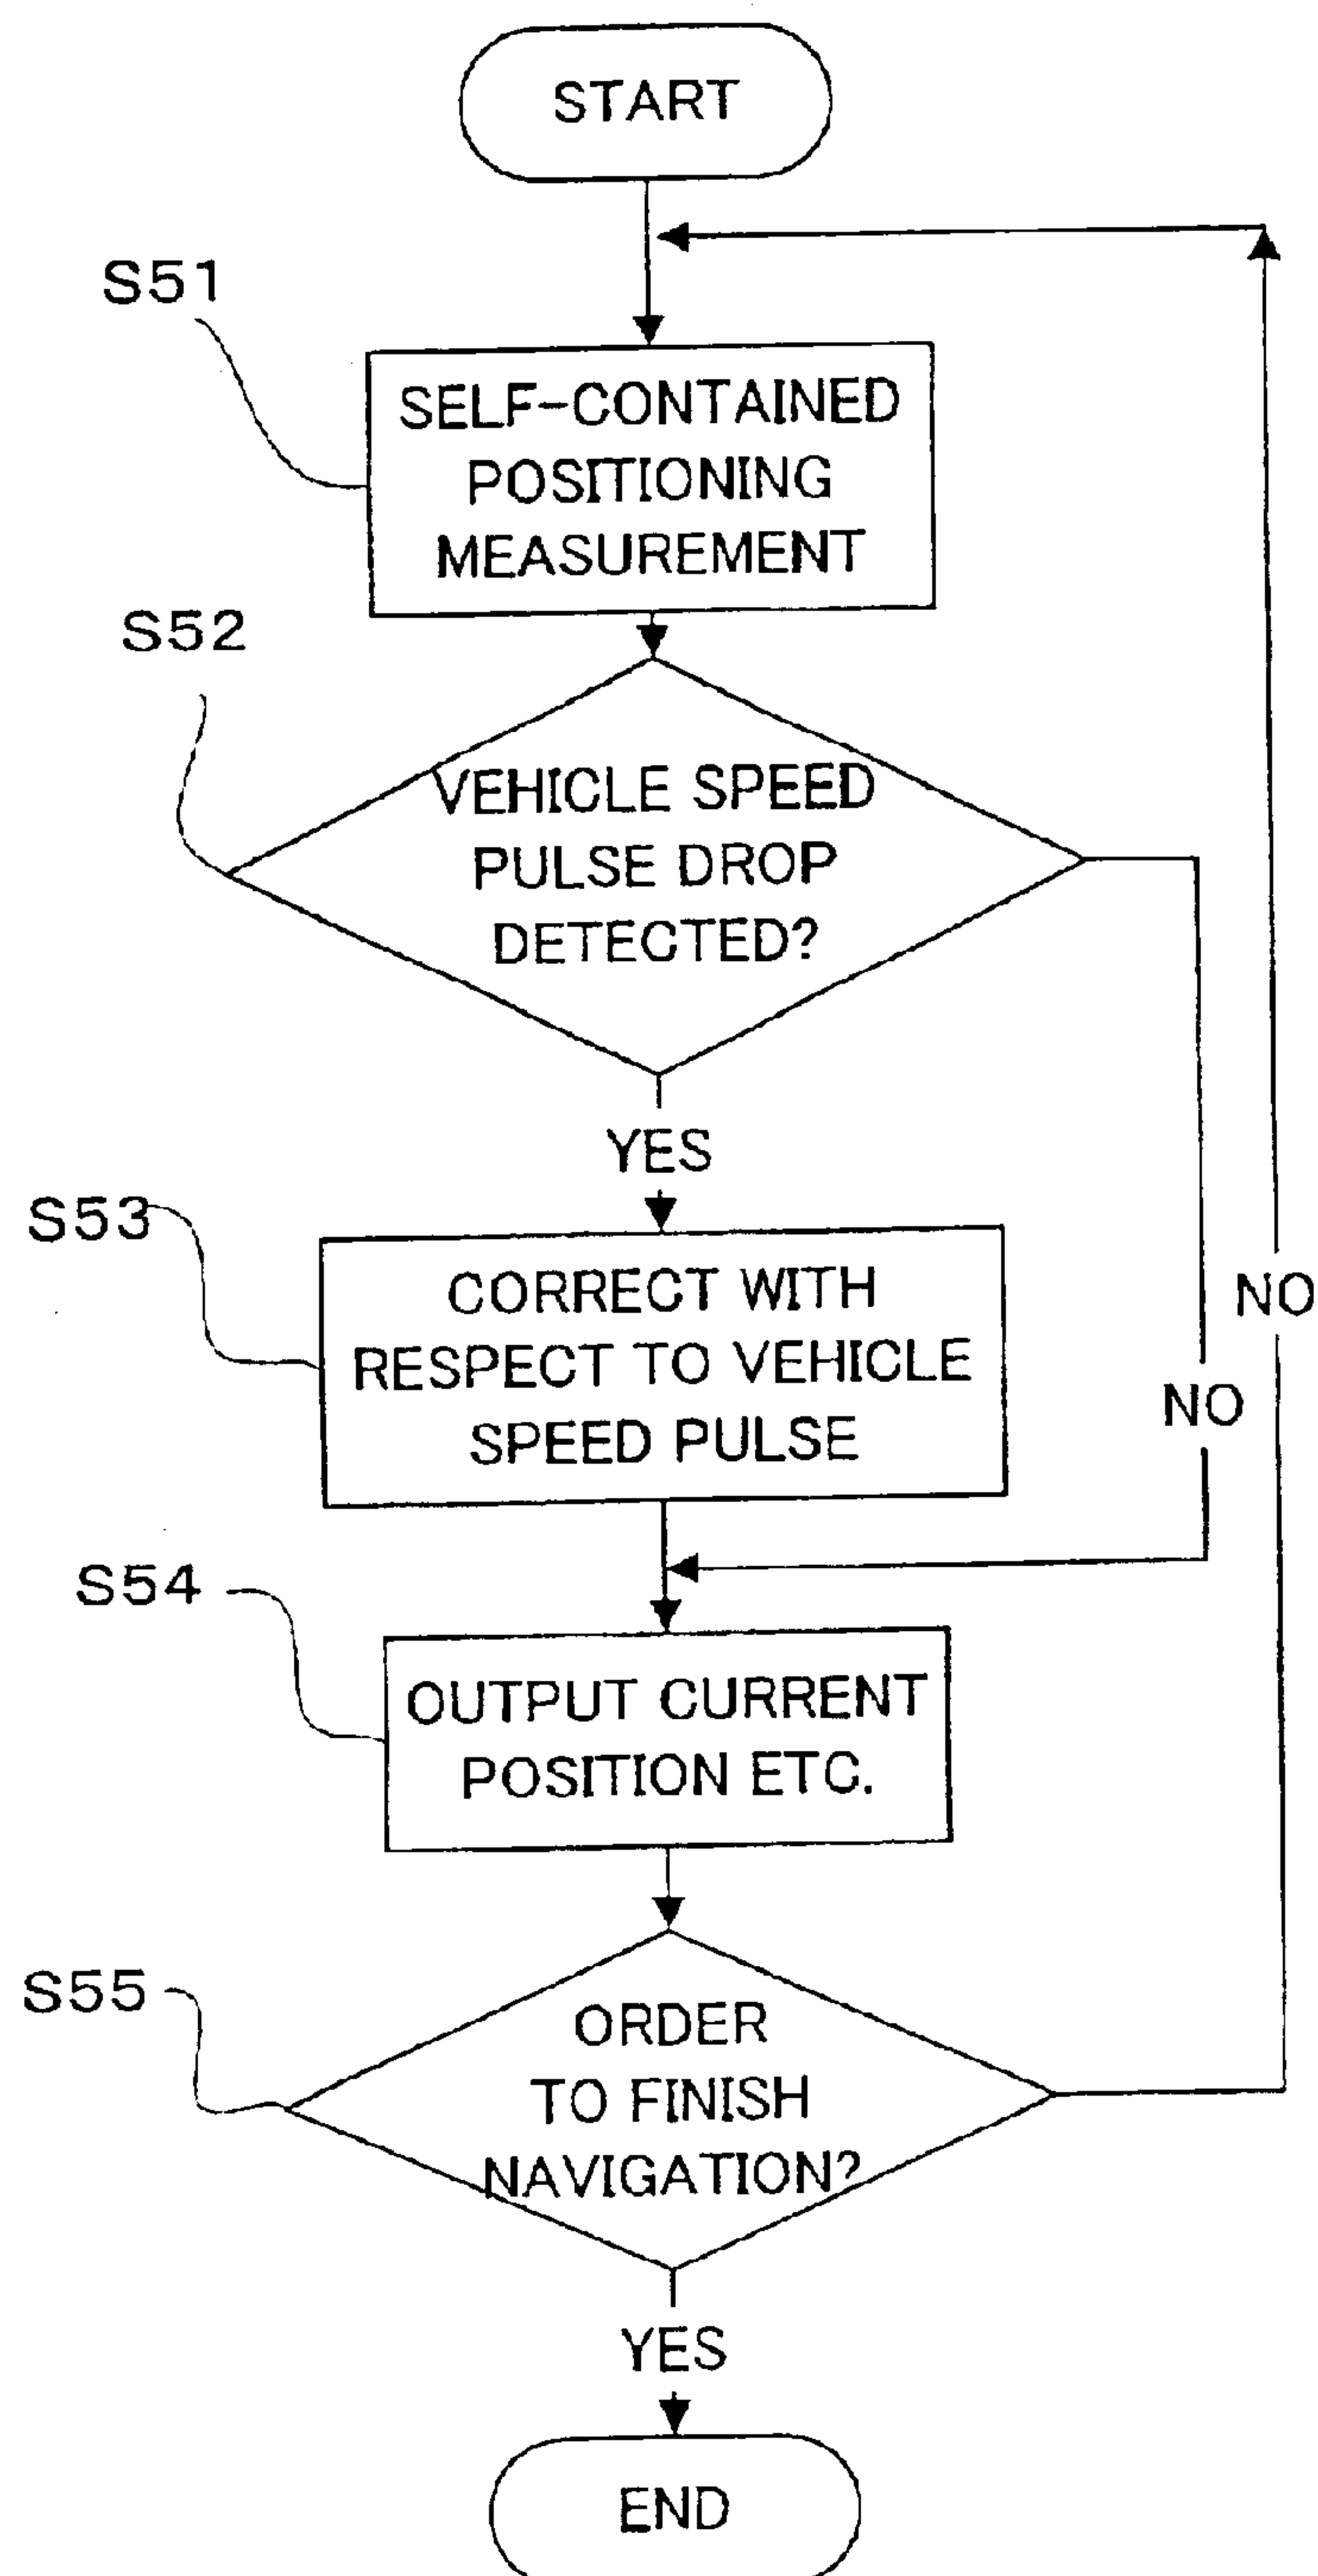 START
S51
SELF-CONTAINED
POSITIONING
MEASUREMENT
S52
VEHICLE SPEED
PULSE DROP
DETECTED?
YES
S53
CORRECT WITH
RESPECT TO VEHICLE
SPEED PULSE
NO
NO
S54
OUTPUT CURRENT
POSITION ETC.
S55
ORDER
TO FINISH
NAVIGATION?
YES
END